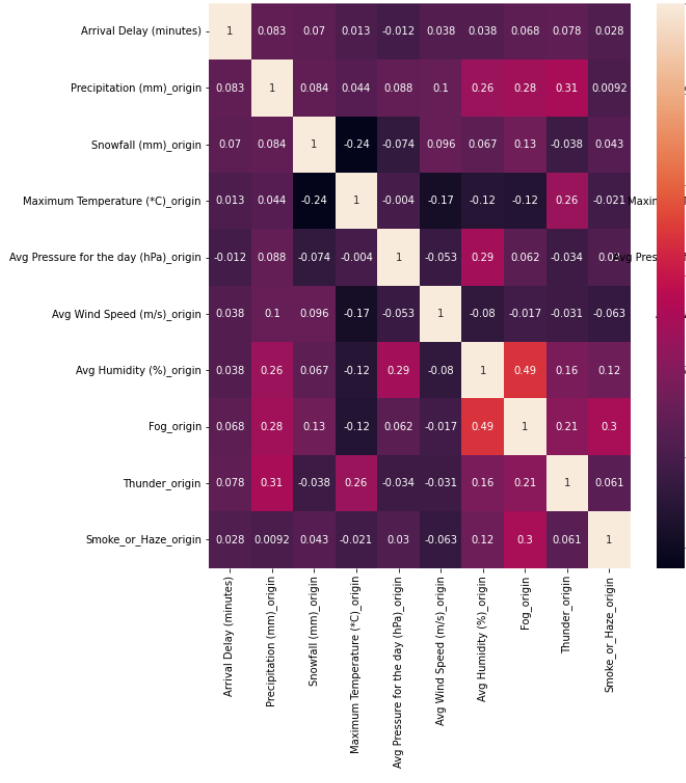 Arrival Delay (minutes) 1 0.083 0.07 0.013 -0.012 0.038 0.038 0.068 0.078 0.028
Precipitation (mm)_origin 0.083 1 0.084 0.044 0.088 0.1 0.26 0.28 0.31 0.0092
Snowfall (mm)_origin 0.07 0.084 1 -0.24 -0.074 0.096 0.067 0.13 -0.038 0.043
Maximum Temperature (*C)_origin 0.013 0.044 -0.24 1 -0.004 -0.17 -0.12 -0.12 0.26 -0.021
Avg Pressure for the day (hPa)_origin -0.012 0.088 -0.074 -0.004 1 -0.053 0.29 0.062 -0.034
Avg Wind Speed (m/s)_origin 0.038 0.1 0.096 -0.17 -0.053 1 -0.08 -0.017 -0.031 -0.063
Avg Humidity (%)_origin 0.038 0.26 0.067 -0.12 0.29 -0.08 1 0.49 0.16 0.12
Fog_origin 0.068 0.28 0.13 -0.12 0.062 -0.017 0.49 1 0.21 0.3
Thunder_origin 0.078 0.31 -0.038 0.26 -0.034 -0.031 0.16 0.21 1 0.061
Smoke_or_Haze_origin 0.028 0.0092 0.043 -0.021 0.03 -0.063 0.12 0.3 0.061 1
Arrival Delay (minutes)
Precipitation (mm)_origin
Snowfall (mm)_origin
Maximum Temperature (*C)_origin
Avg Pressure for the day (hPa)_origin
Avg Wind Speed (m/s)_origin
Avg Humidity (%)_origin
Fog_origin
Thunder_origin
Smoke_or_Haze_origin